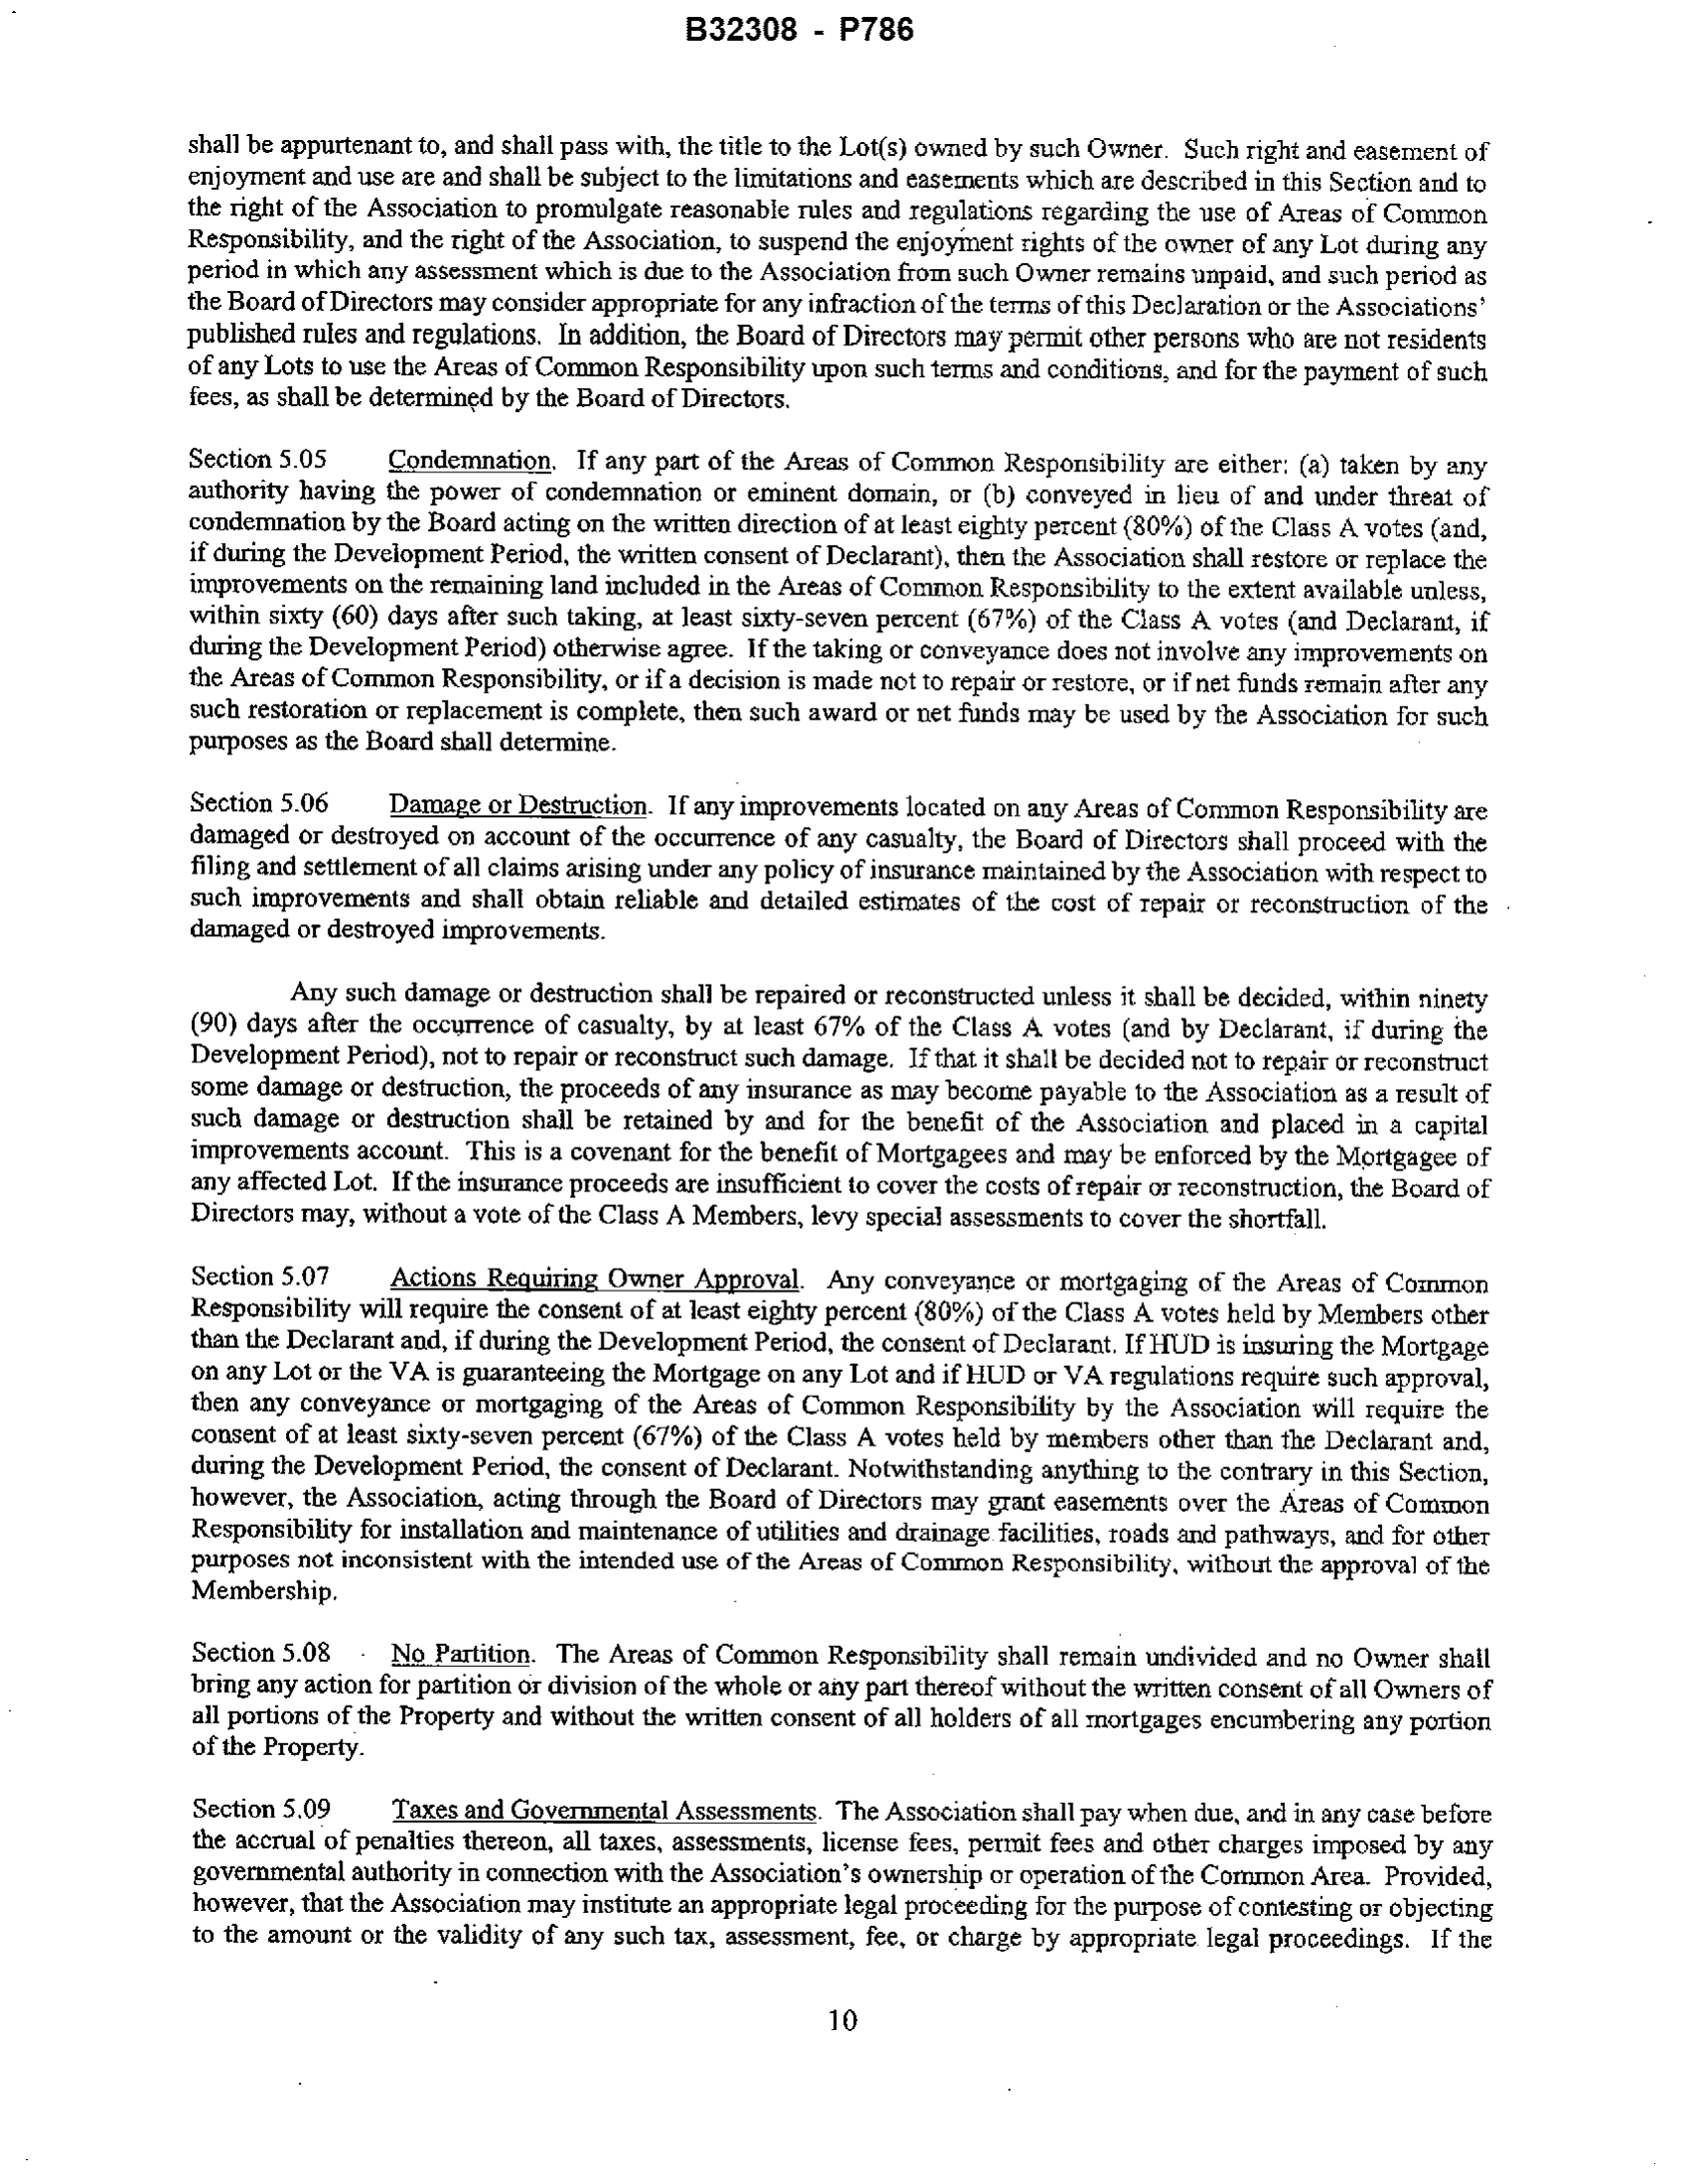 B32308 - P786
shall be appurtenant to, and shall pass with, the title to the Lot(s) owned by such Owner. Such right and easement of
enjoyment and use are and shall be subject to the limitations and easements which are described in this Section and to
the right of the Association to promulgate reasonable rules and regulations regarding the use of Areas of Common
Responsibility, and the right of the Association, to suspend the enjoyment rights of the owner of any Lot during any
period in which any assessment which is due to the Association from such Owner remains unpaid, and such period as
the Board of Directors may consider appropriate for any infraction of the terms of this Declaration or the Associations'
published rules and regulations. In addition, the Board of Directors may permit other persons who are not residents
of any Lots to use the Areas of Common Responsibility upon such terms and conditions, and for the payment of such
fees, as shall be determined by the Board of Directors.
Section 5.05 Condemnation. If any part of the Areas of Common Responsibility are either: (a) taken by any
authority having the power of condemnation or eminent domain, or (b) conveyed in lieu of and under threat of
condemnation by the Board acting on the written direction of at least eighty percent (80%) of the Class A votes (and,
if during the Development Period, the written consent of Declarant), then the Association shall restore or replace the
improvements on the remaining land included in the Areas of Common Responsibility to the extent available unless,
within sixty (60) days after such taking, at least sixty-seven percent (67%) of the Class A votes (and Declarant, if
during the Development Period) otherwise agree. If the taking or conveyance does not involve any improvements on
the Areas of Common Responsibility, or if a decision is made not to repair or restore, or if net funds remain after any
such restoration or replacement is complete, then such award or net funds may be used by the Association for such
purposes as the Board shall determine.
Section 5.06 Damage or Destruction. If any improvements located on any Areas of Common Responsibility are
damaged or destroyed on account of the occurrence of any casualty, the Board of Directors shall proceed with the
filing and settlement of all claims arising under any policy of insurance maintained by the Association with respect to
such improvements and shall obtain reliable and detailed estimates of the cost of repair or reconstruction of the
damaged or destroyed improvements.
Any such damage or destruction shall be repaired or reconstructed unless it shall be decided, within ninety
(90) days after the occurrence of casualty, by at least 67% of the Class A votes (and by Declarant, if during the
Development Period), not to repair or reconstruct such damage. If that it shall be decided not to repair or reconstruct
some damage or destruction, the proceeds of any insurance as may become payable to the Association as a result of
such damage or destruction shall be retained by and for the benefit of the Association and placed in a capital
improvements account. This is a covenant for the benefit of Mortgagees and may be enforced by the Mortgagee of
any affected Lot. If the insurance proceeds are insufficient to cover the costs of repair or reconstruction, the Board of
Directors may, without a vote of the Class A Members, levy special assessments to cover the shortfall.
Section 5.07 Actions Requiring Owner Approval. Any conveyance or mortgaging of the Areas of Common
Responsibility will require the consent of at least eighty percent (80%) of the Class A votes held by Members other
than the Declarant and, if during the Development Period, the consent of Declarant. If HUD is insuring the Mortgage
on any Lot or the VA is guaranteeing the Mortgage on any Lot and if HUD or VA regulations require such approval,
then any conveyance or mortgaging of the Areas of Common Responsibility by the Association will require the
consent of at least sixty-seven percent (67%) of the Class A votes held by members other than the Declarant and,
during the Development Period, the consent of Declarant. Notwithstanding anything to the contrary in this Section,
however, the Association, acting through the Board of Directors may grant easements over the Areas of Common
Responsibility for installation and maintenance of utilities and drainage facilities, roads and pathways, and for other
purposes not inconsistent with the intended use of the Areas of Common Responsibility, without the approval of the
Membership.
Section 5.08 No Partition. The Areas of Common Responsibility shall remain undivided and no Owner shall
bring any action for partition or division of the whole or any part thereof without the written consent of all Owners of
all portions of the Property and without the written consent of all holders of all mortgages encumbering any portion
of the Property.
Section 5.09 Taxes and Governmental Assessments. The Association shall pay when due, and in any case before
the accrual of penalties thereon, all taxes, assessments, license fees, permit fees and other charges imposed by any
governmental authority in connection with the Association's ownership or operation of the Common Area. Provided,
however, that the Association may institute an appropriate legal proceeding for the purpose of contesting or objecting
to the amount or the validity of any such tax, assessment, fee, or charge by appropriate legal proceedings. If the
10